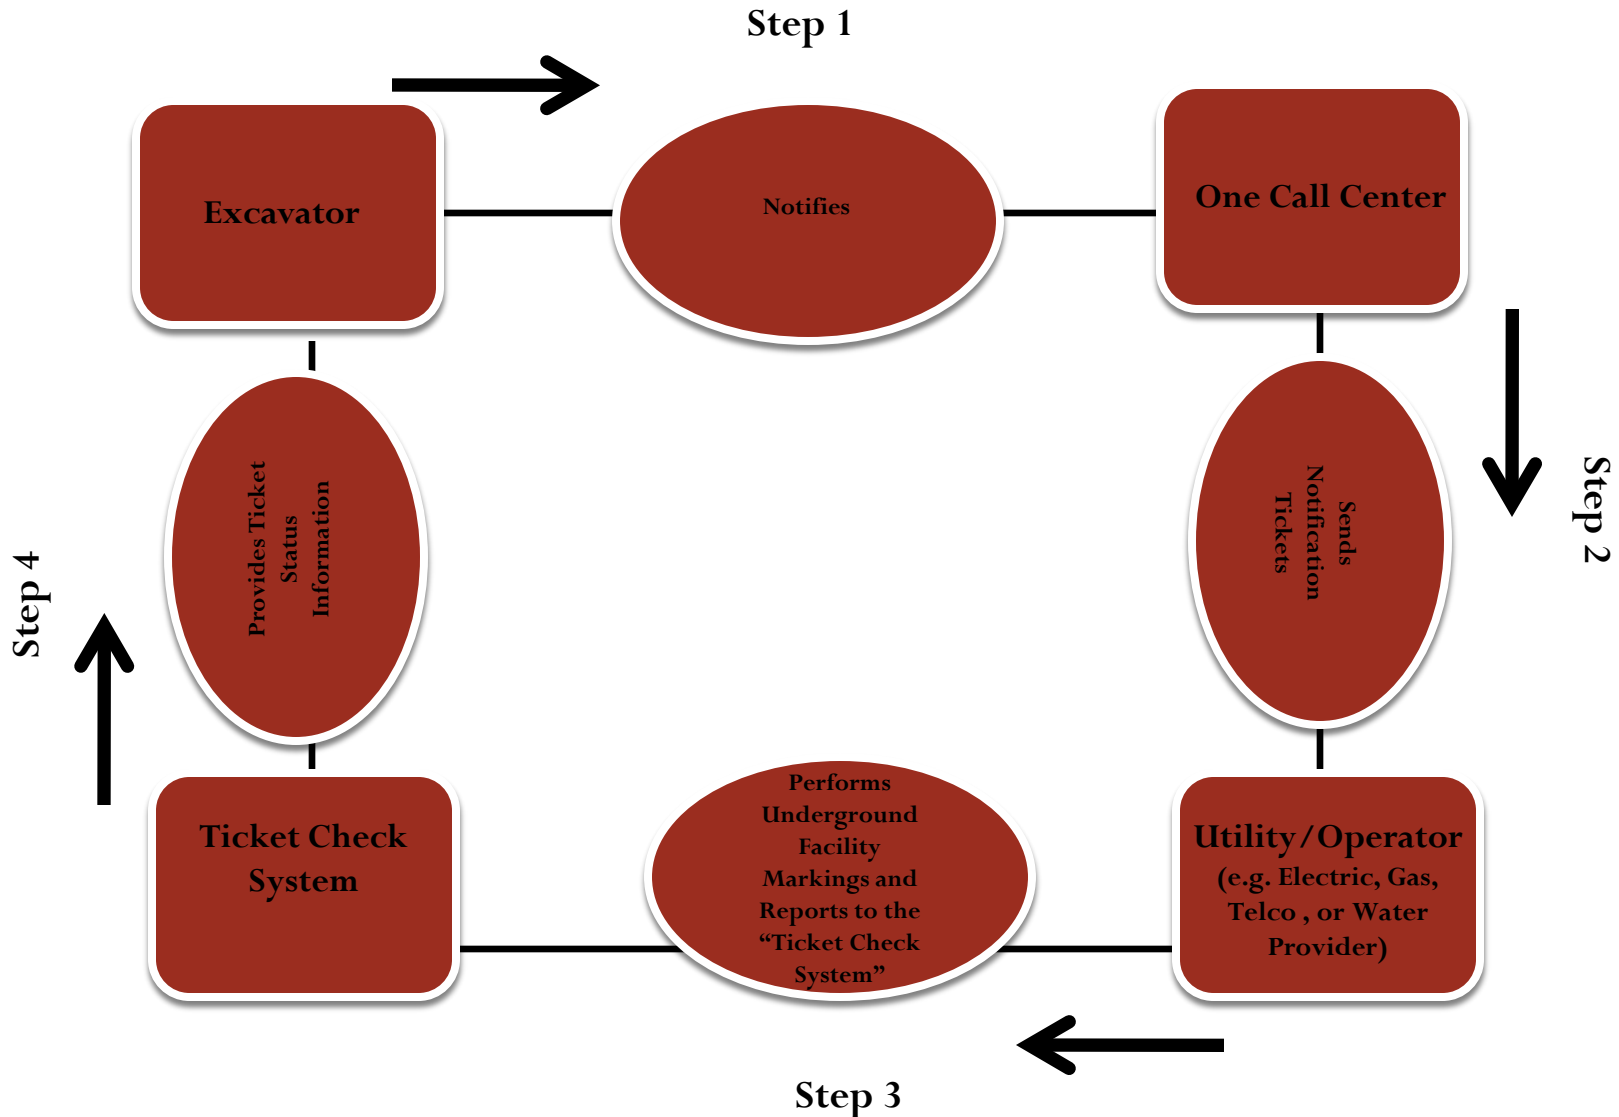 Step 1
Excavator
Notifies
One Call Center
Sends
Notification
Tickets
Step 2
Utility/Operator
(e.g. Electric, Gas,
Telco , or Water
Provider)
Performs
Underground
Facility
Markings and
Reports to the
“Ticket Check
System”
Step 3
Ticket Check
System
Provides Ticket
Status
Information
Step 4